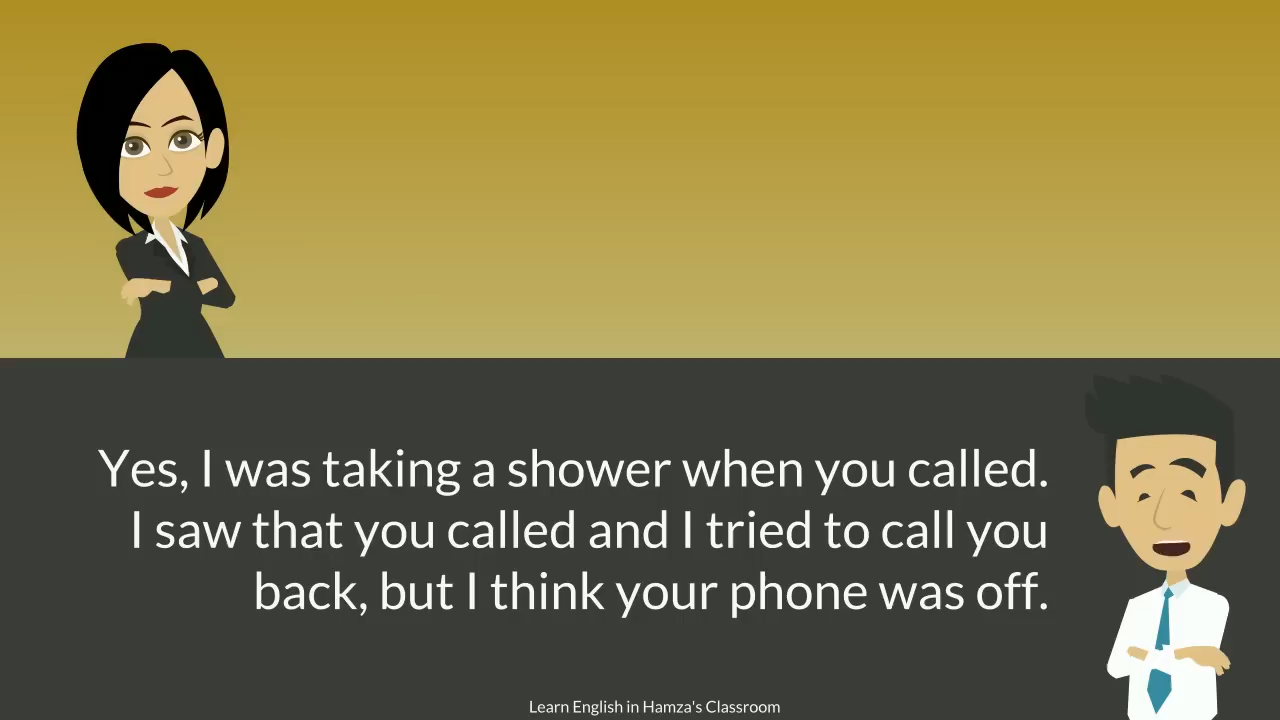 Yes, I was taking a shower when you called.
I saw that you called and I tried to call you
back, but I think your phone was off.
Learn English in Hamza's Classroom